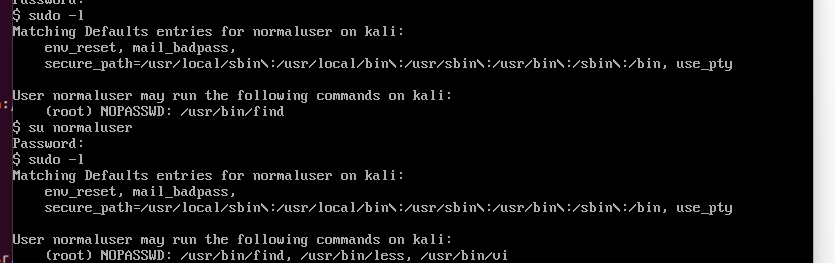 Password:
$ sudo -l
Matching Defaults entries for normaluser on kali:
    env_reset, mail_badpass,
    secure_path=/usr/local/sbin\:/usr/local/bin\:/usr/sbin\:/usr/bin\:/sbin\:/bin, use_pty

User normaluser may run the following commands on kali:
    (root) NOPASSWD: /usr/bin/find
$ su normaluser
Password:
$ sudo -l
Matching Defaults entries for normaluser on kali:
    env_reset, mail_badpass,
    secure_path=/usr/local/sbin\:/usr/local/bin\:/usr/sbin\:/usr/bin\:/sbin\:/bin, use_pty

User normaluser may run the following commands on kali:
    (root) NOPASSWD: /usr/bin/find, /usr/bin/less, /usr/bin/vi